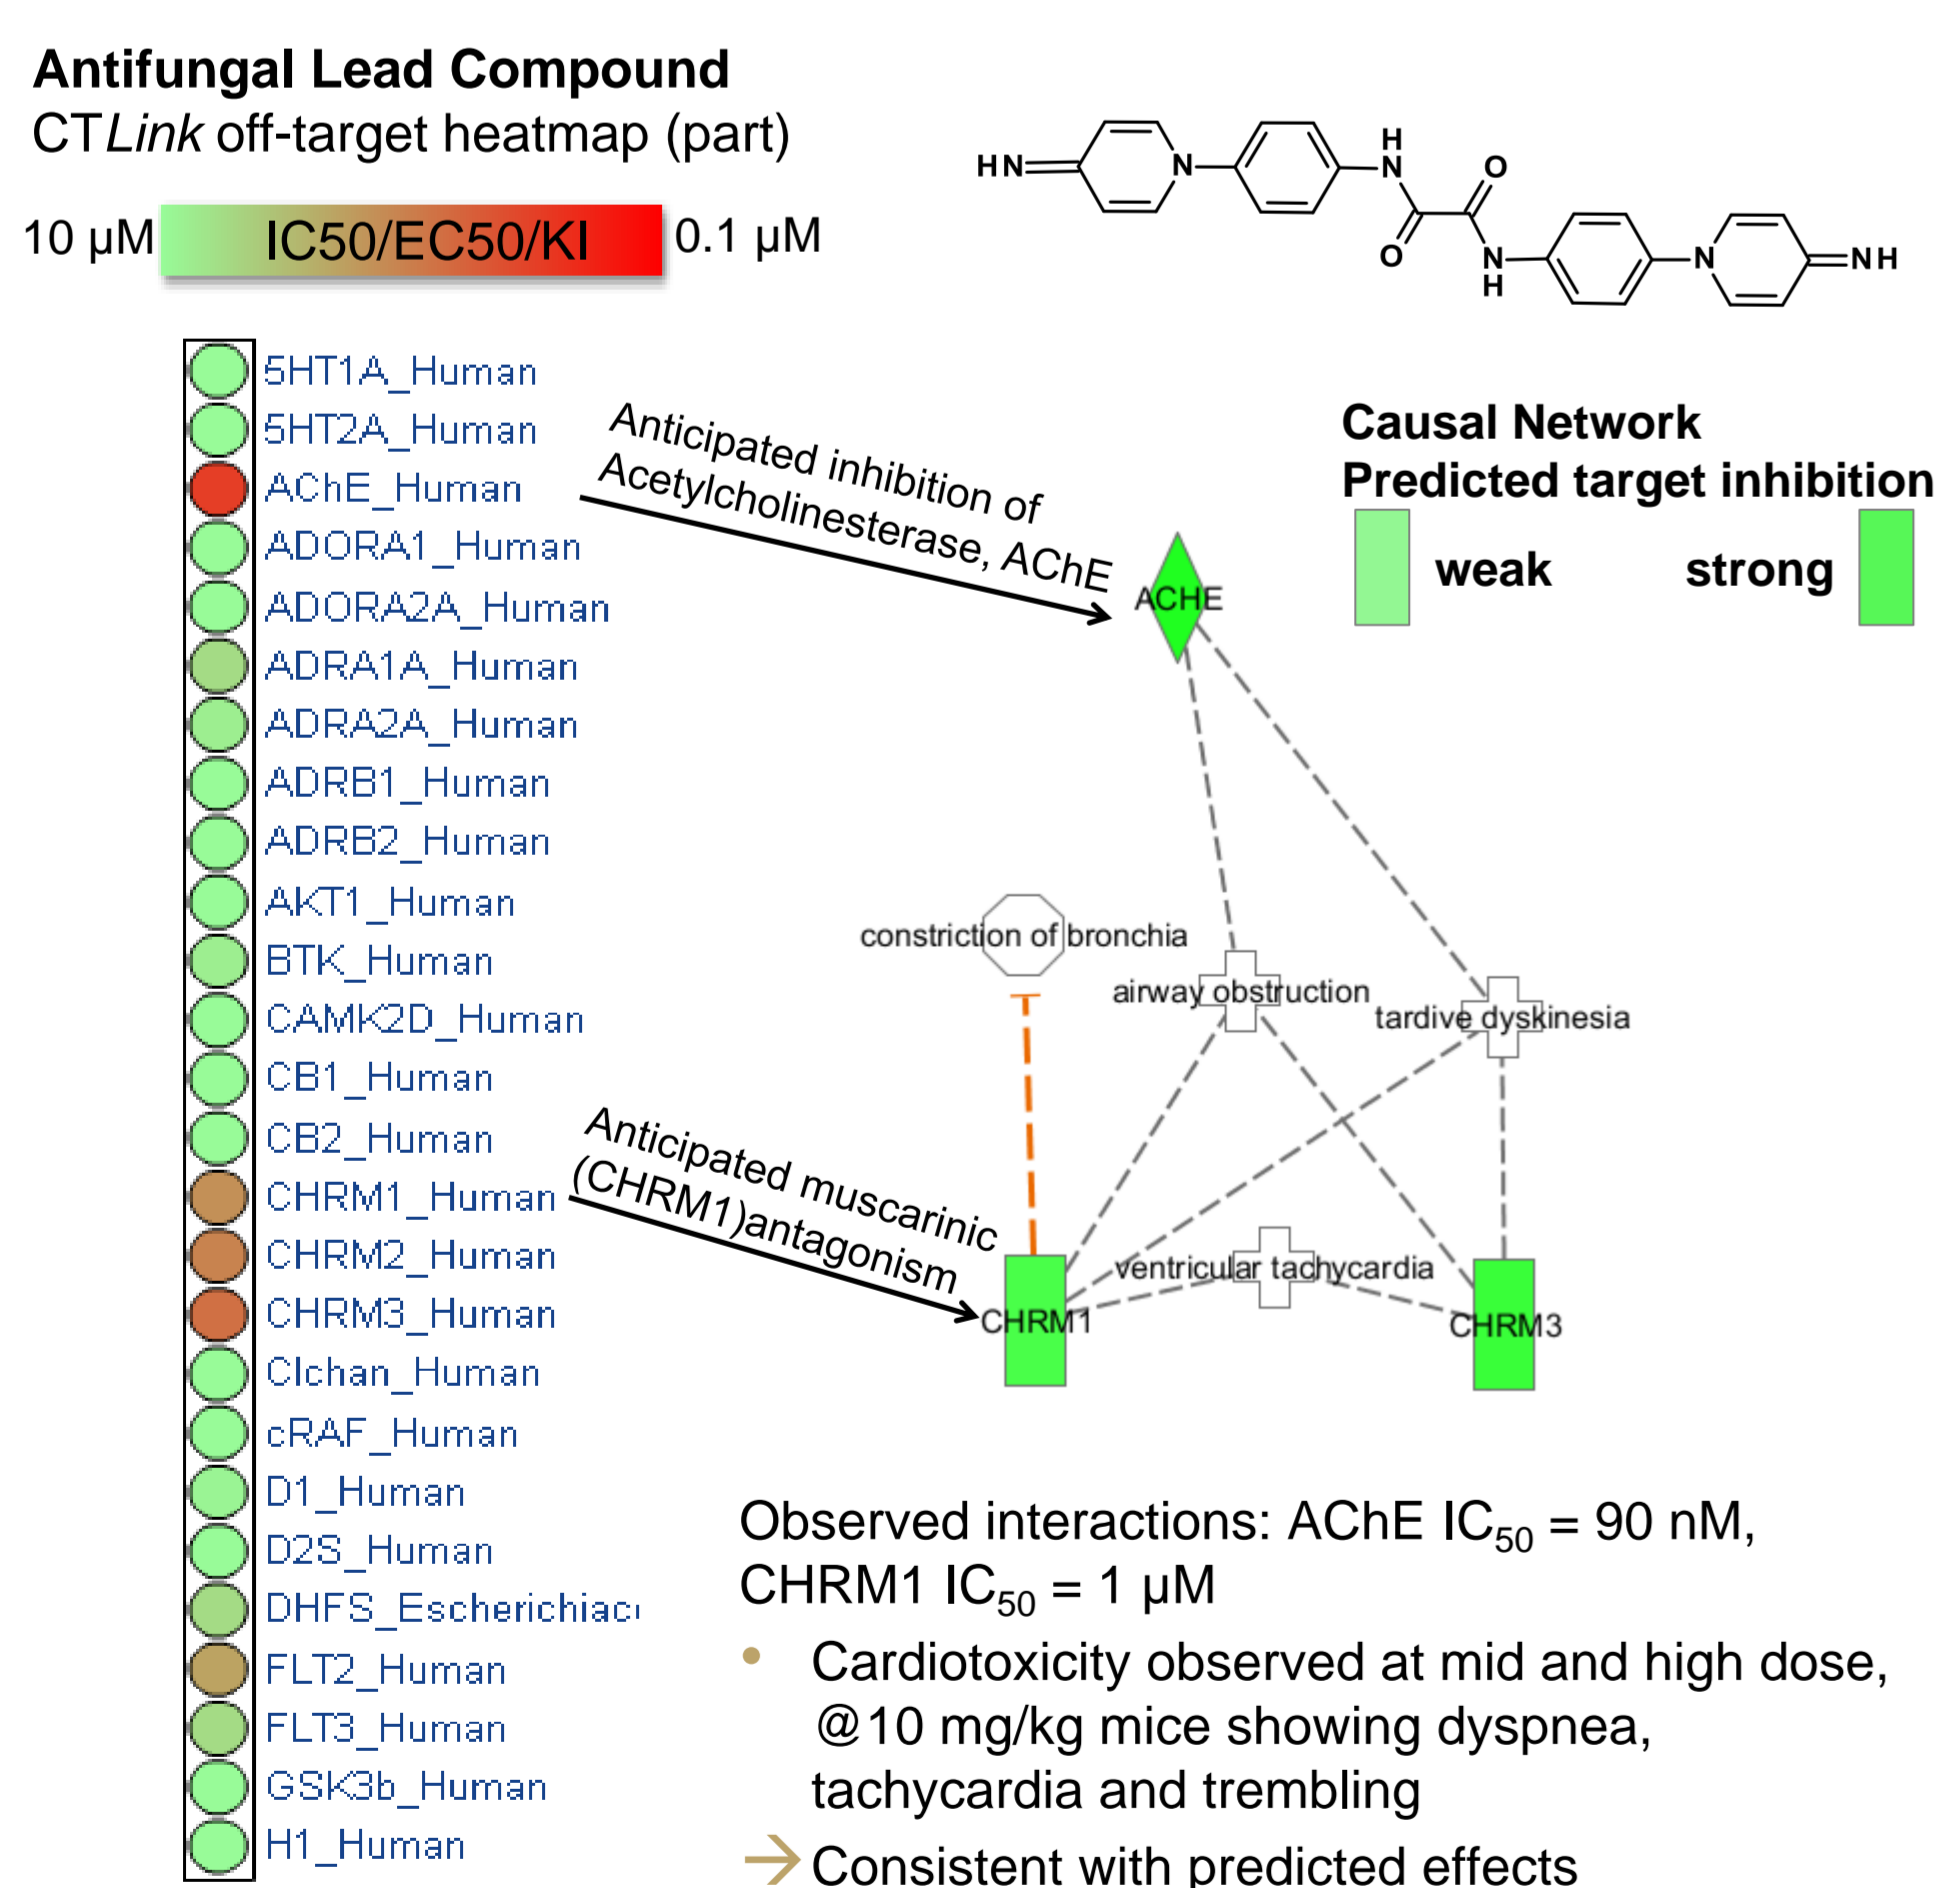 Antifungal Lead Compound
CTLink off-target heatmap (part)
10 µM IC50/EC50/KI 0.1 µM
HN N H N O O N H N NH
5HT1A_Human
5HT2A_Human
AChE_Human
ADORA1_Human
ADORA2A_Human
ADRA1A_Human
ADRA2A_Human
ADRB1_Human
ADRB2_Human
AKT1_Human
BTK_Human
CAMK2D_Human
CB1_Human
CB2_Human
CHRM1_Human
CHRM2_Human
CHRM3_Human
Clchan_Human
cRAF_Human
D1_Human
D2S_Human
DHFS_Escherichiac
FLT2_Human
FLT3_Human
GSK3b_Human
H1_Human
Anticipated inhibition of
Acetylcholinesterase, AChE
Causal Network
Predicted target inhibition
weak strong
ACHE
constriction of bronchia
airway obstruction
tardive dyskinesia
Anticipated muscarinic
(CHRM1)antagonism
ventricular tachycardia
CHRM1
CHRM3
Observed interactions: AChE IC50 = 90 nM,
CHRM1 IC50 = 1 µM
• Cardiotoxicity observed at mid and high dose,
@10 mg/kg mice showing dyspnea,
tachycardia and trembling
→ Consistent with predicted effects